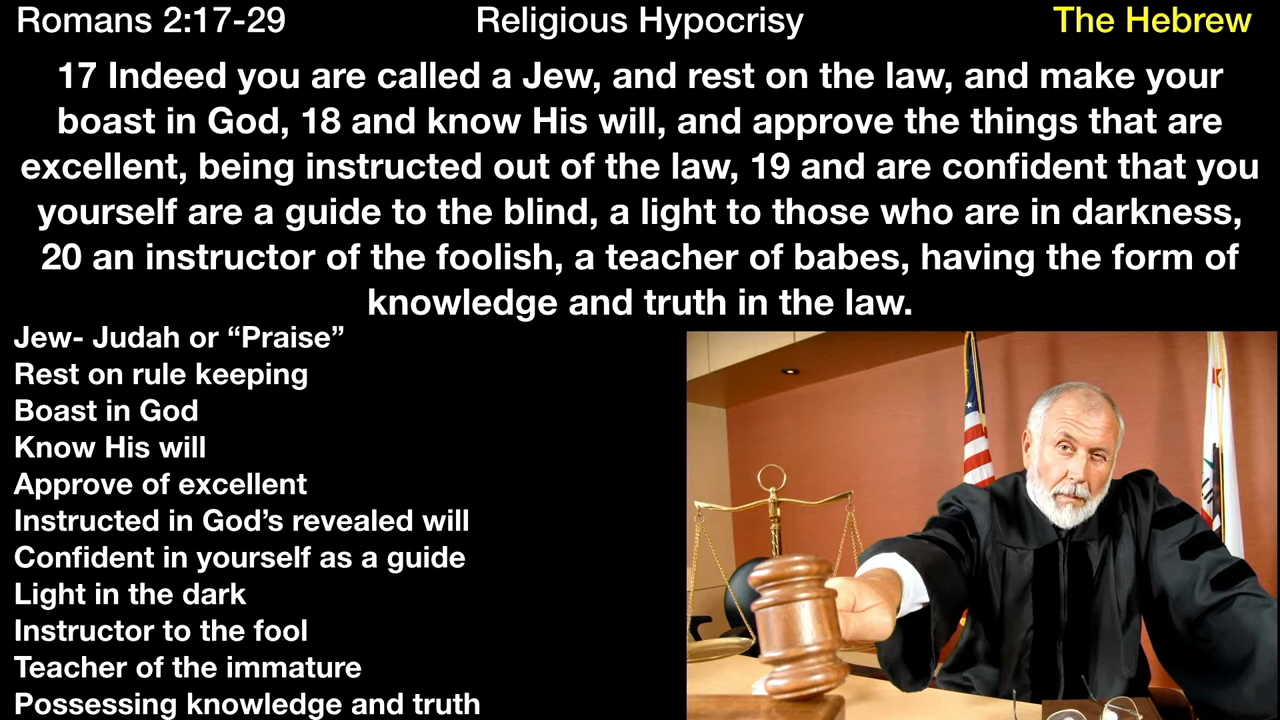 Romans 2:17-29 Religious Hypocrisy The Hebrew
17 Indeed you are called a Jew, and rest on the law, and make your
boast in God, 18 and know His will, and approve the things that are
excellent, being instructed out of the law, 19 and are confident that you
yourself are a guide to the blind, a light to those who are in darkness,
20 an instructor of the foolish, a teacher of babes, having the form of
knowledge and truth in the law.
Jew- Judah or “Praise”
Rest on rule keeping
Boast in God
Know His will
Approve of excellent
Instructed in God’s revealed will
Confident in yourself as a guide
Light in the dark
Instructor to the fool
Teacher of the immature
Possessing knowledge and truth